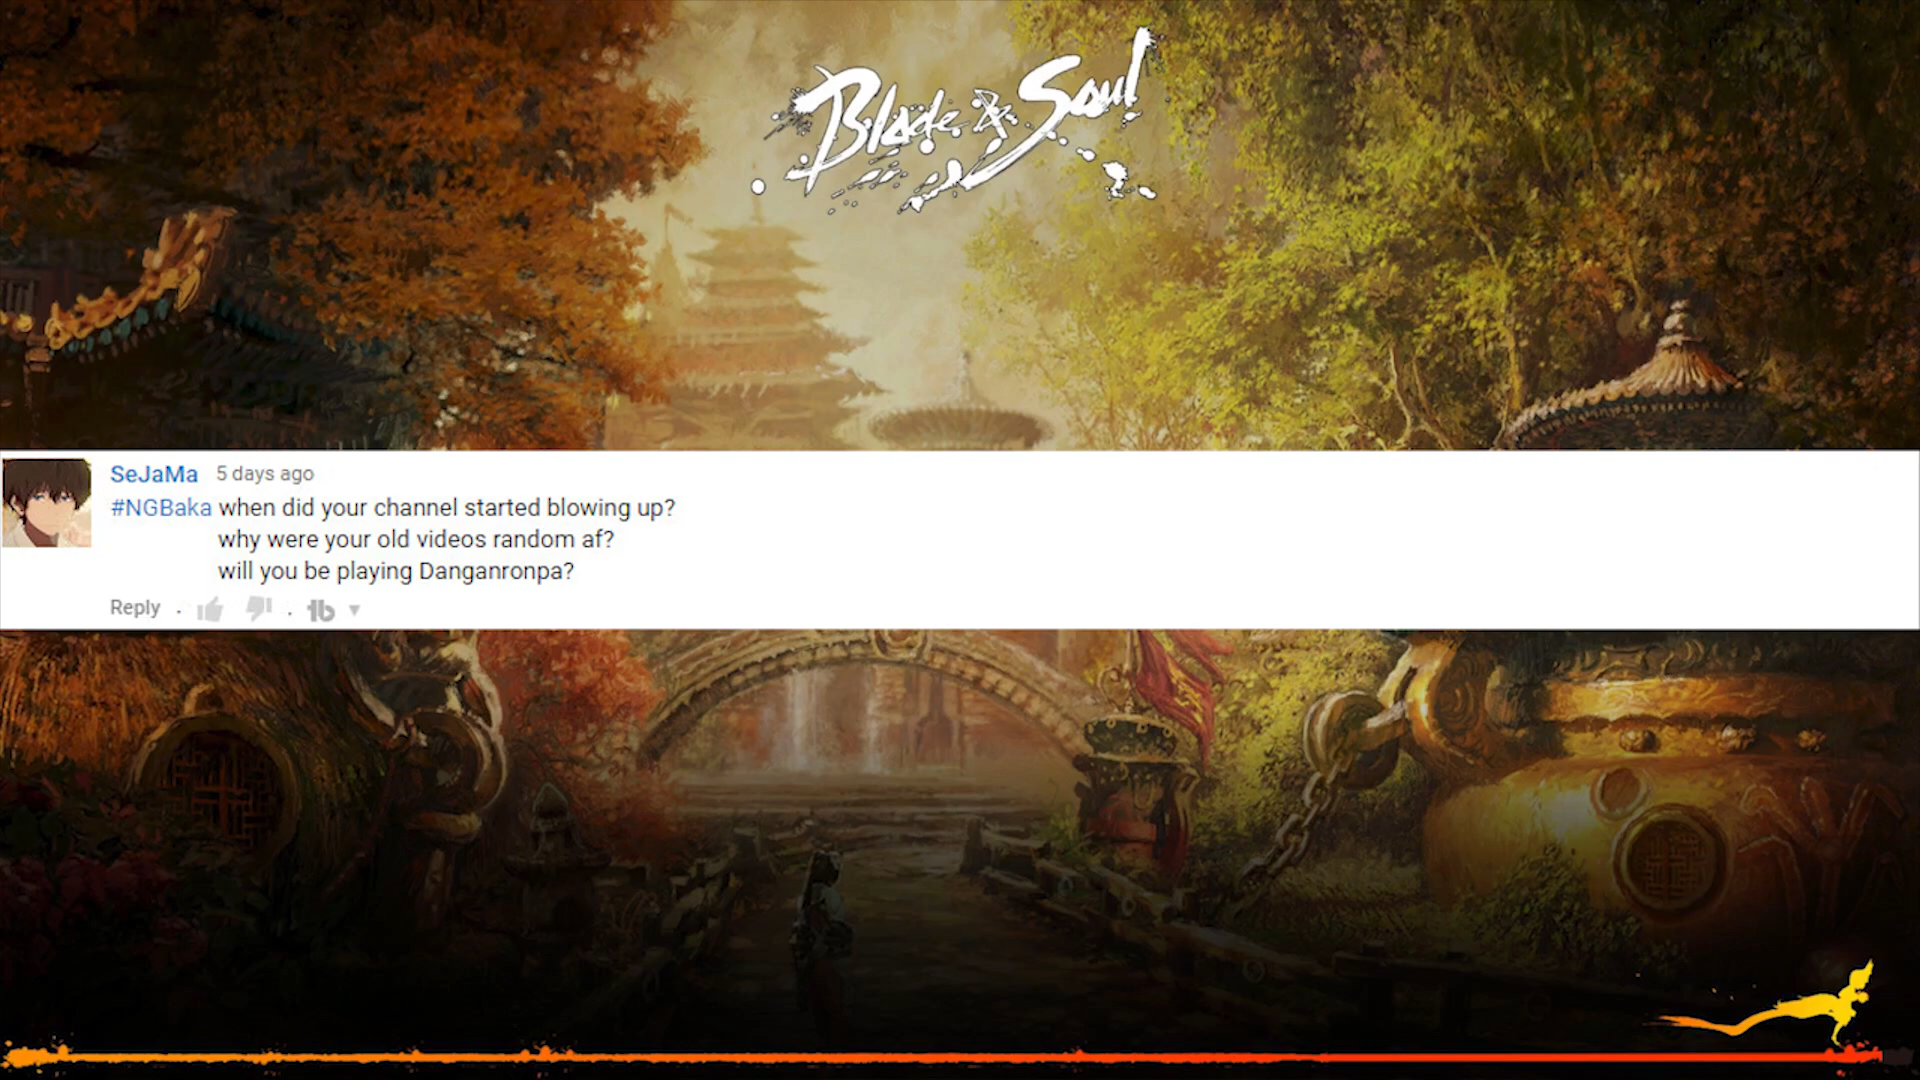 Blade & Soul
SeJaMa 5 days ago
#NGBaka when did your channel started blowing up?
why were your old videos random af?
will you be playing Danganronpa?
Reply